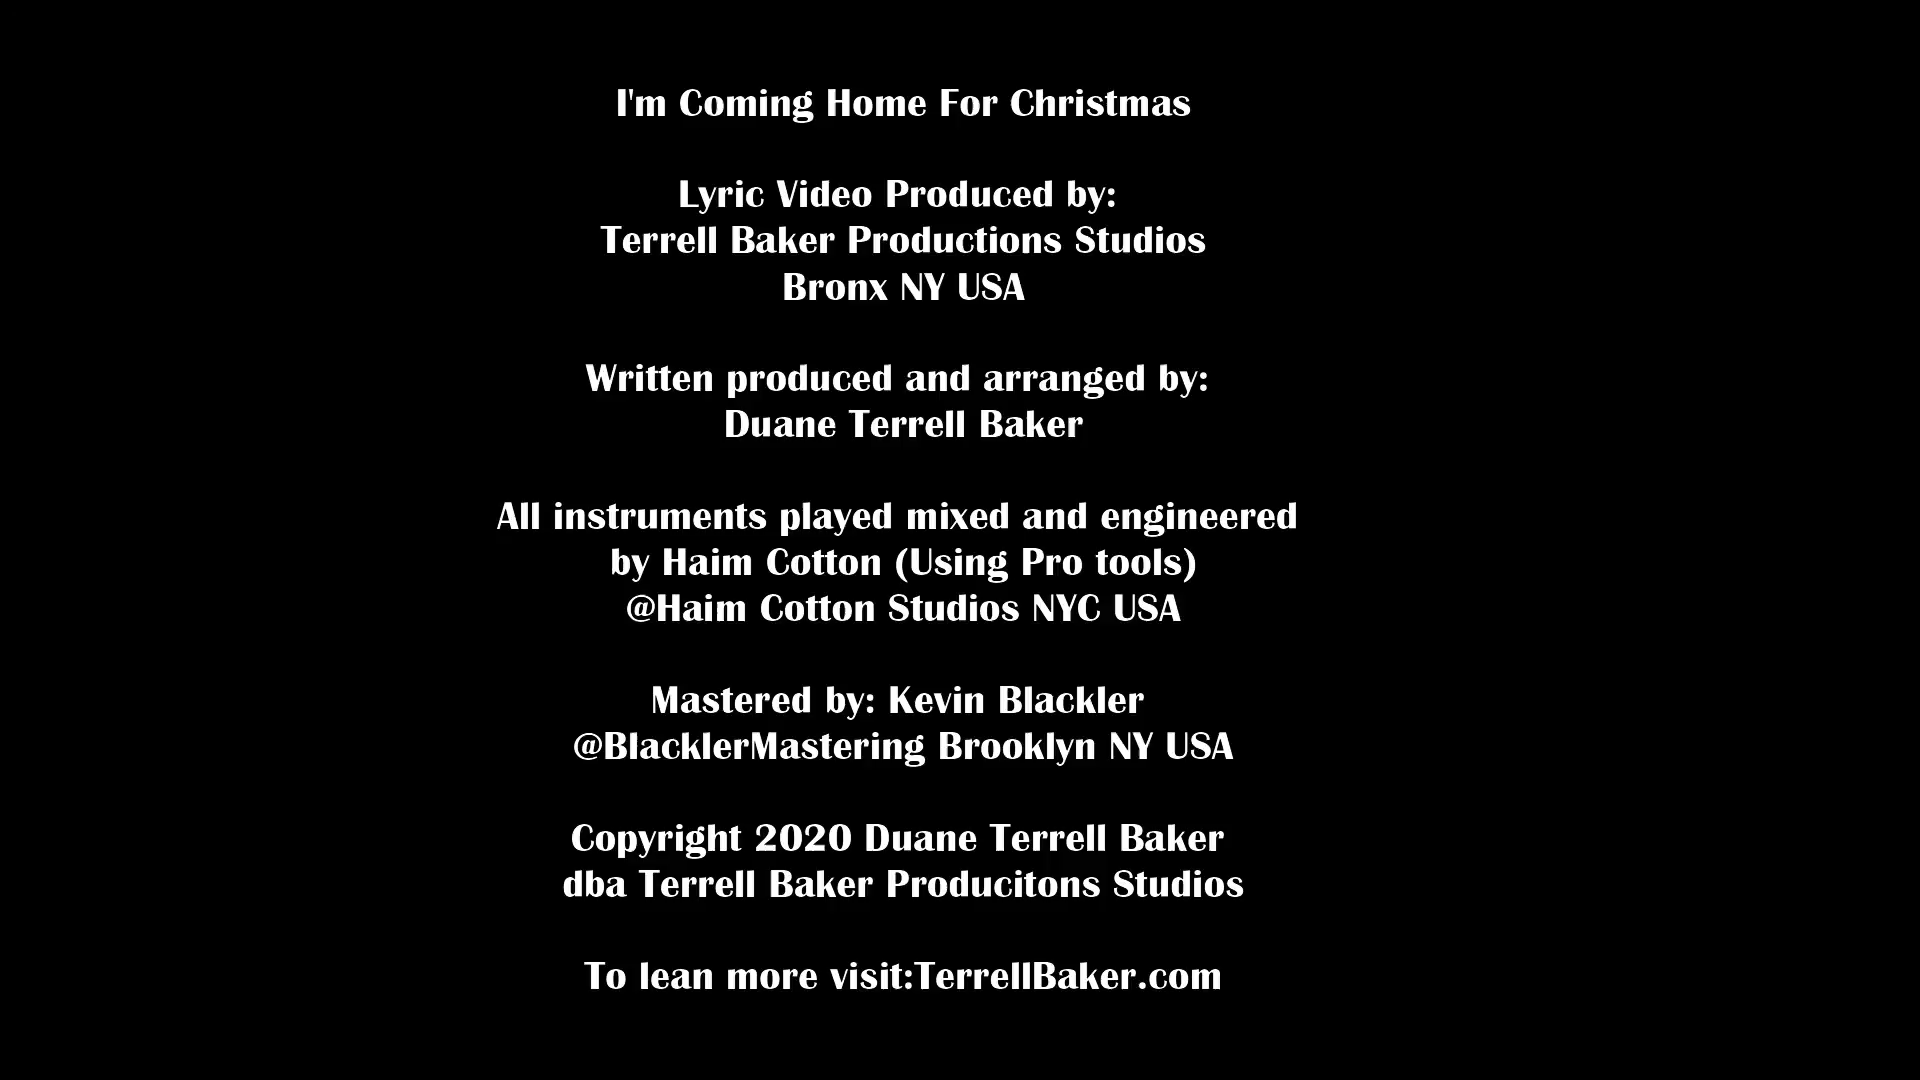 I'm Coming Home For Christmas
Lyric Video Produced by:
Terrell Baker Productions Studios
Bronx NY USA
Written produced and arranged by:
Duane Terrell Baker
All instruments played mixed and engineered
by Haim Cotton (Using Pro tools)
@Haim Cotton Studios NYC USA
Mastered by: Kevin Blackler
@BlacklerMastering Brooklyn NY USA
Copyright 2020 Duane Terrell Baker
dba Terrell Baker Producitons Studios
To lean more visit:TerrellBaker.com